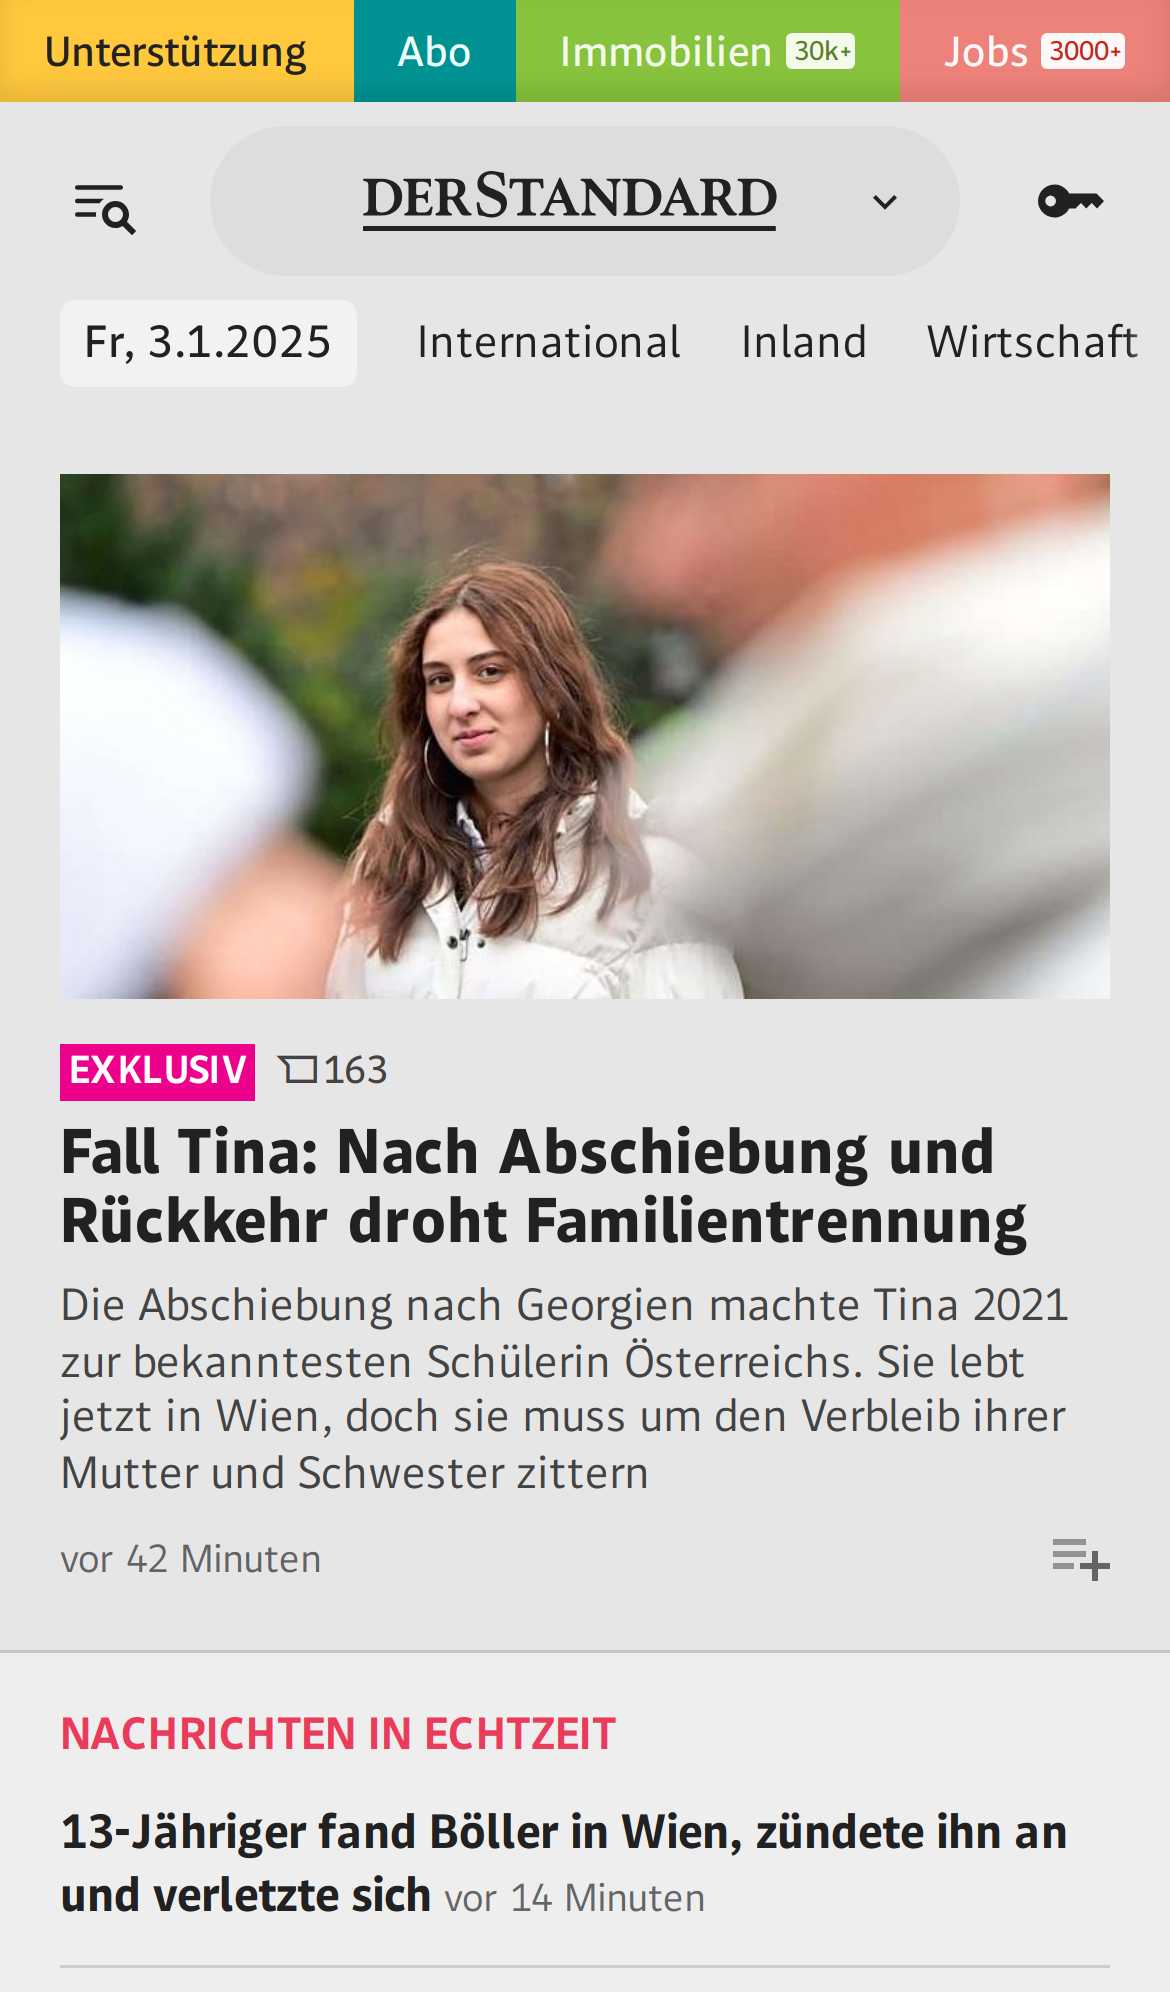 Unterstützung Abo Immobilien 30k+ Jobs 3000+
DERSTANDARD
Fr, 3.1.2025 International Inland Wirtschaft
EXKLUSIV 163
Fall Tina: Nach Abschiebung und
Rückkehr droht Familientrennung
Die Abschiebung nach Georgien machte Tina 2021
zur bekanntesten Schülerin Österreichs. Sie lebt
jetzt in Wien, doch sie muss um den Verbleib ihrer
Mutter und Schwester zittern
vor 42 Minuten
NACHRICHTEN IN ECHTZEIT
13-Jähriger fand Böller in Wien, zündete ihn an
und verletzte sich vor 14 Minuten